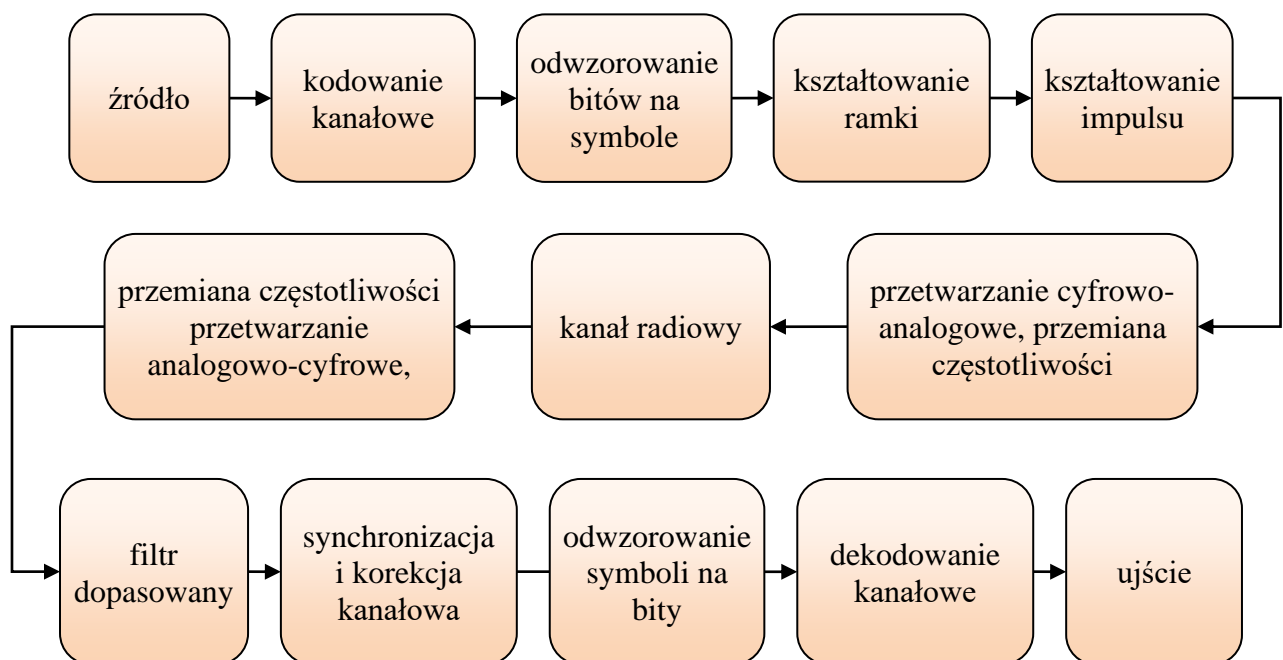 źródło
kodowanie
kanałowe
odwzorowanie
bitów na
symbole
kształtowanie
ramki
kształtowanie
impulsu
przetwarzanie cyfrowo-
analogowe, przemiana
częstotliwości
kanał radiowy
przemiana częstotliwości
przetwarzanie
analogowo-cyfrowe,
filtr
dopasowany
synchronizacja
i korekcja
kanałowa
odwzorowanie
symboli na
bity
dekodowanie
kanałowe
ujście